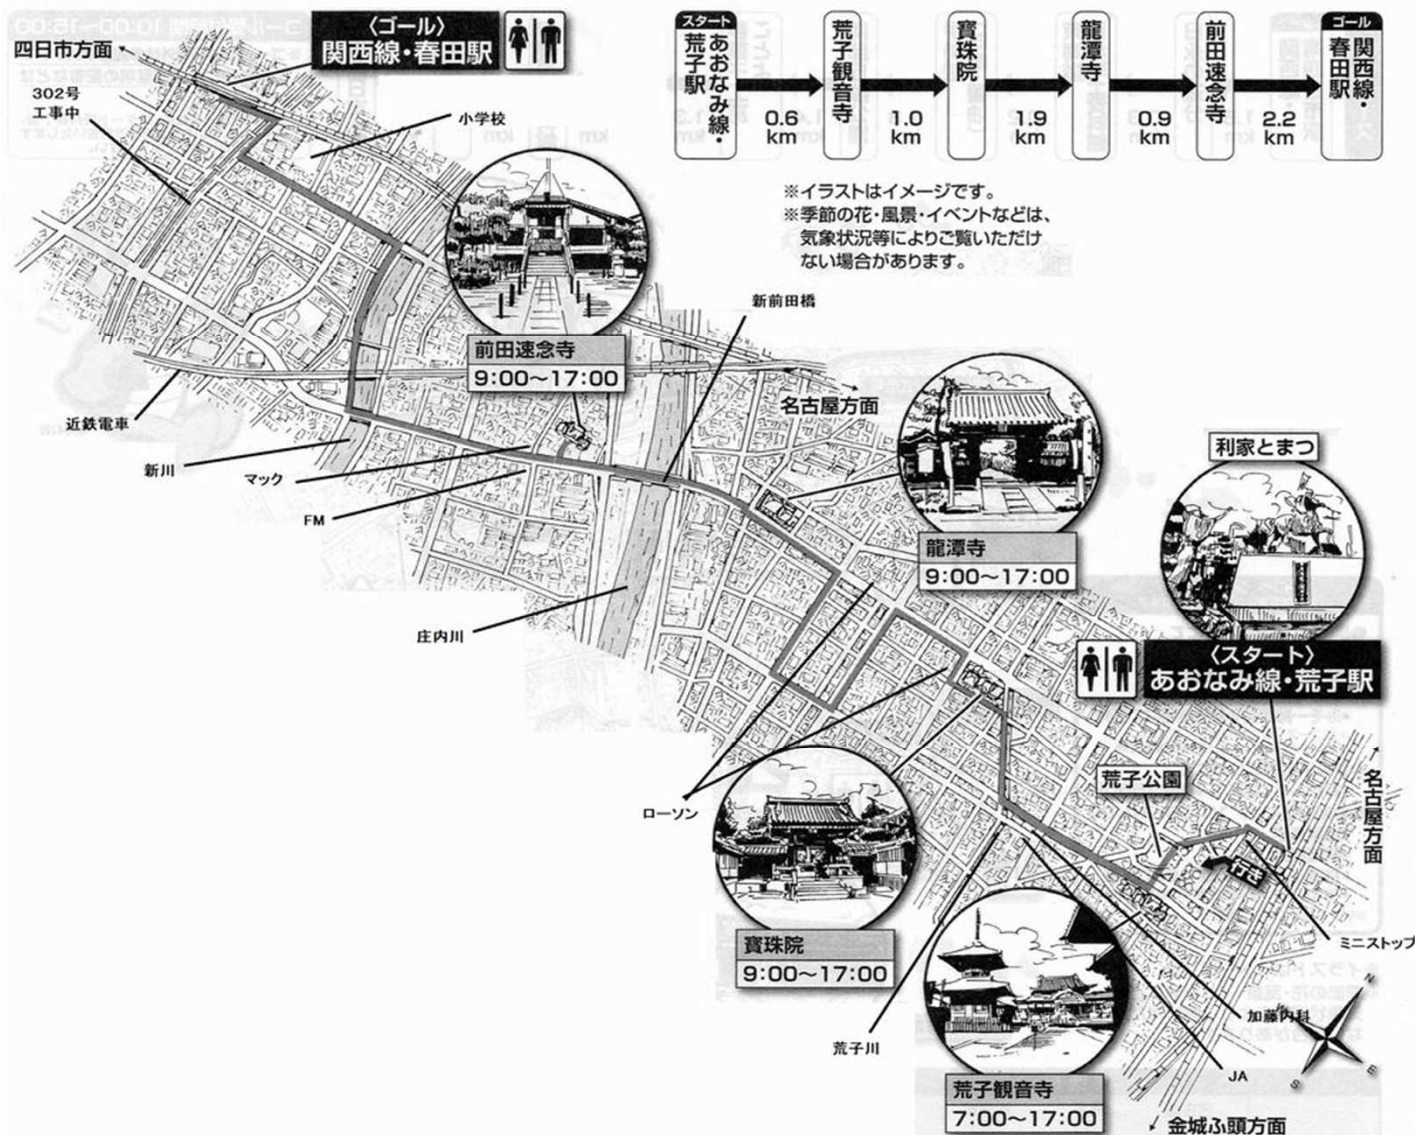 〈ゴール〉
関西線・春田駅
四日市方面
302号
工事中
小学校
スタート
あおなみ線・
荒子駅
0.6
km
荒子観音寺
1.0
km
寶珠院
1.9
km
龍潭寺
0.9
km
前田速念寺
2.2
km
ゴール
関西線・
春田駅
※イラストはイメージです。
※季節の花・風景・イベントなどは、
気象状況等によりご覧いただけ
ない場合があります。
新前田橋
前田速念寺
9:00～17:00
名古屋方面
近鉄電車
新川
マック
FM
龍潭寺
9:00～17:00
利家とまつ
庄内川
〈スタート〉
あおなみ線・荒子駅
荒子公園
名古屋方面
ローソン
行き
寶珠院
9:00～17:00
ミニストップ
加藤内科
荒子川
JA
荒子観音寺
7:00～17:00
金城ふ頭方面
N
E
S